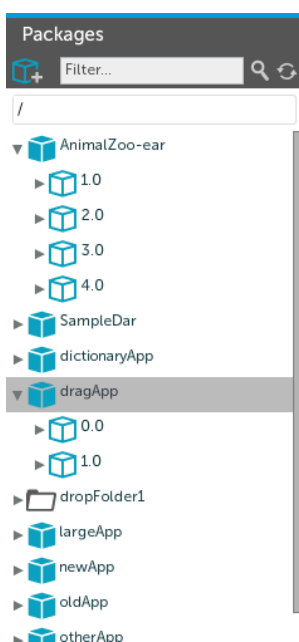 Packages
Filter...
/
AnimalZoo-ear
1.0
2.0
3.0
4.0
SampleDar
dictionaryApp
dragApp
0.0
1.0
dropFolder1
largeApp
newApp
oldApp
otherApp